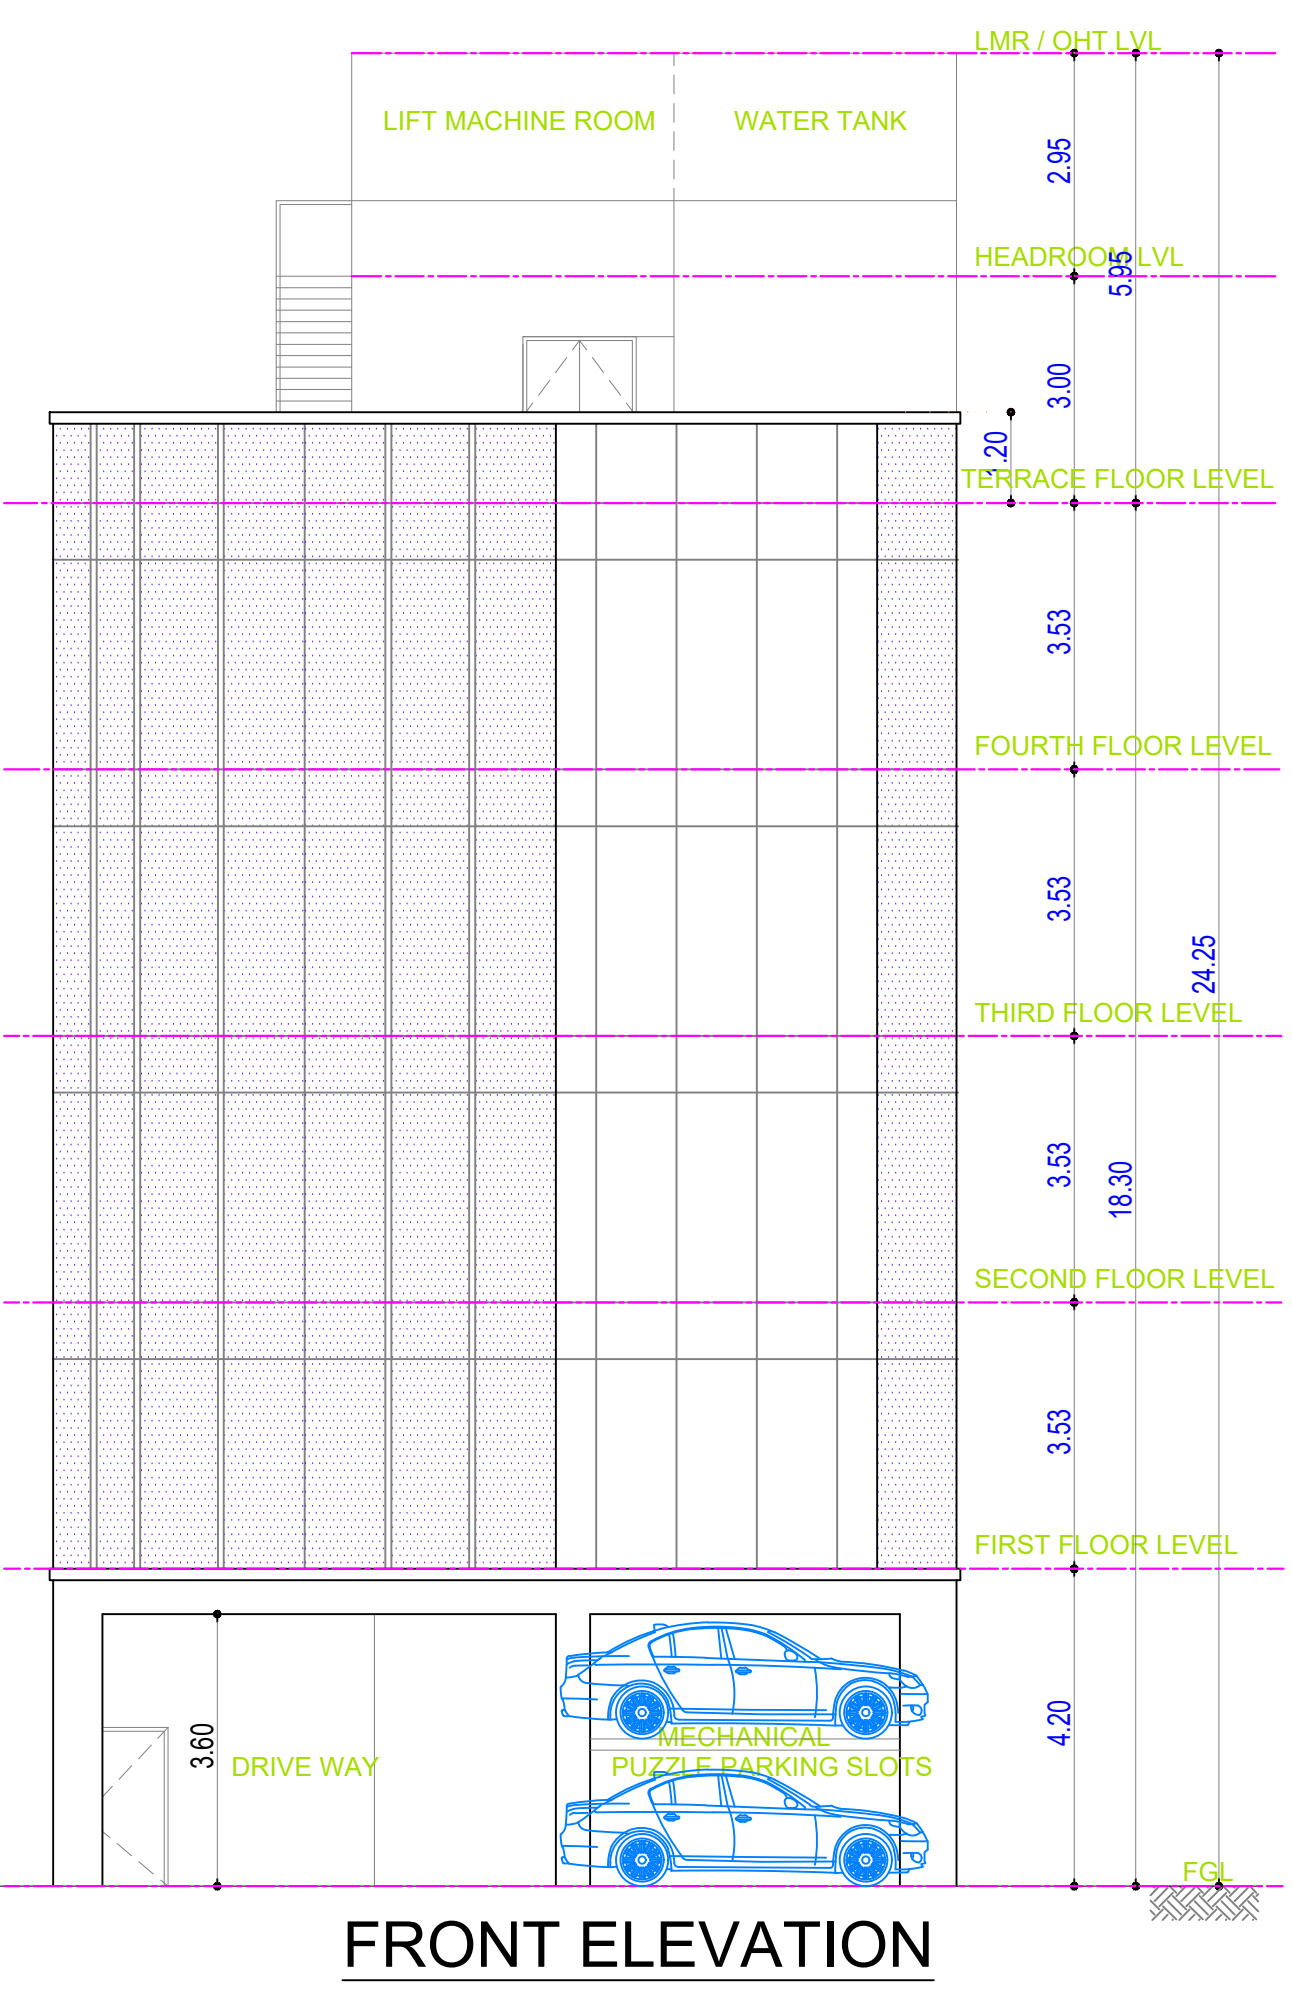 LMR / OHT LVL
LIFT MACHINE ROOM
WATER TANK
2.95
HEADROOM LVL
5.95
3.00
1.20
TERRACE FLOOR LEVEL
3.53
FOURTH FLOOR LEVEL
3.53
24.25
THIRD FLOOR LEVEL
3.53
18.30
SECOND FLOOR LEVEL
3.53
FIRST FLOOR LEVEL
4.20
3.60
DRIVE WAY
MECHANICAL
PUZZLE PARKING SLOTS
FGL
FRONT ELEVATION